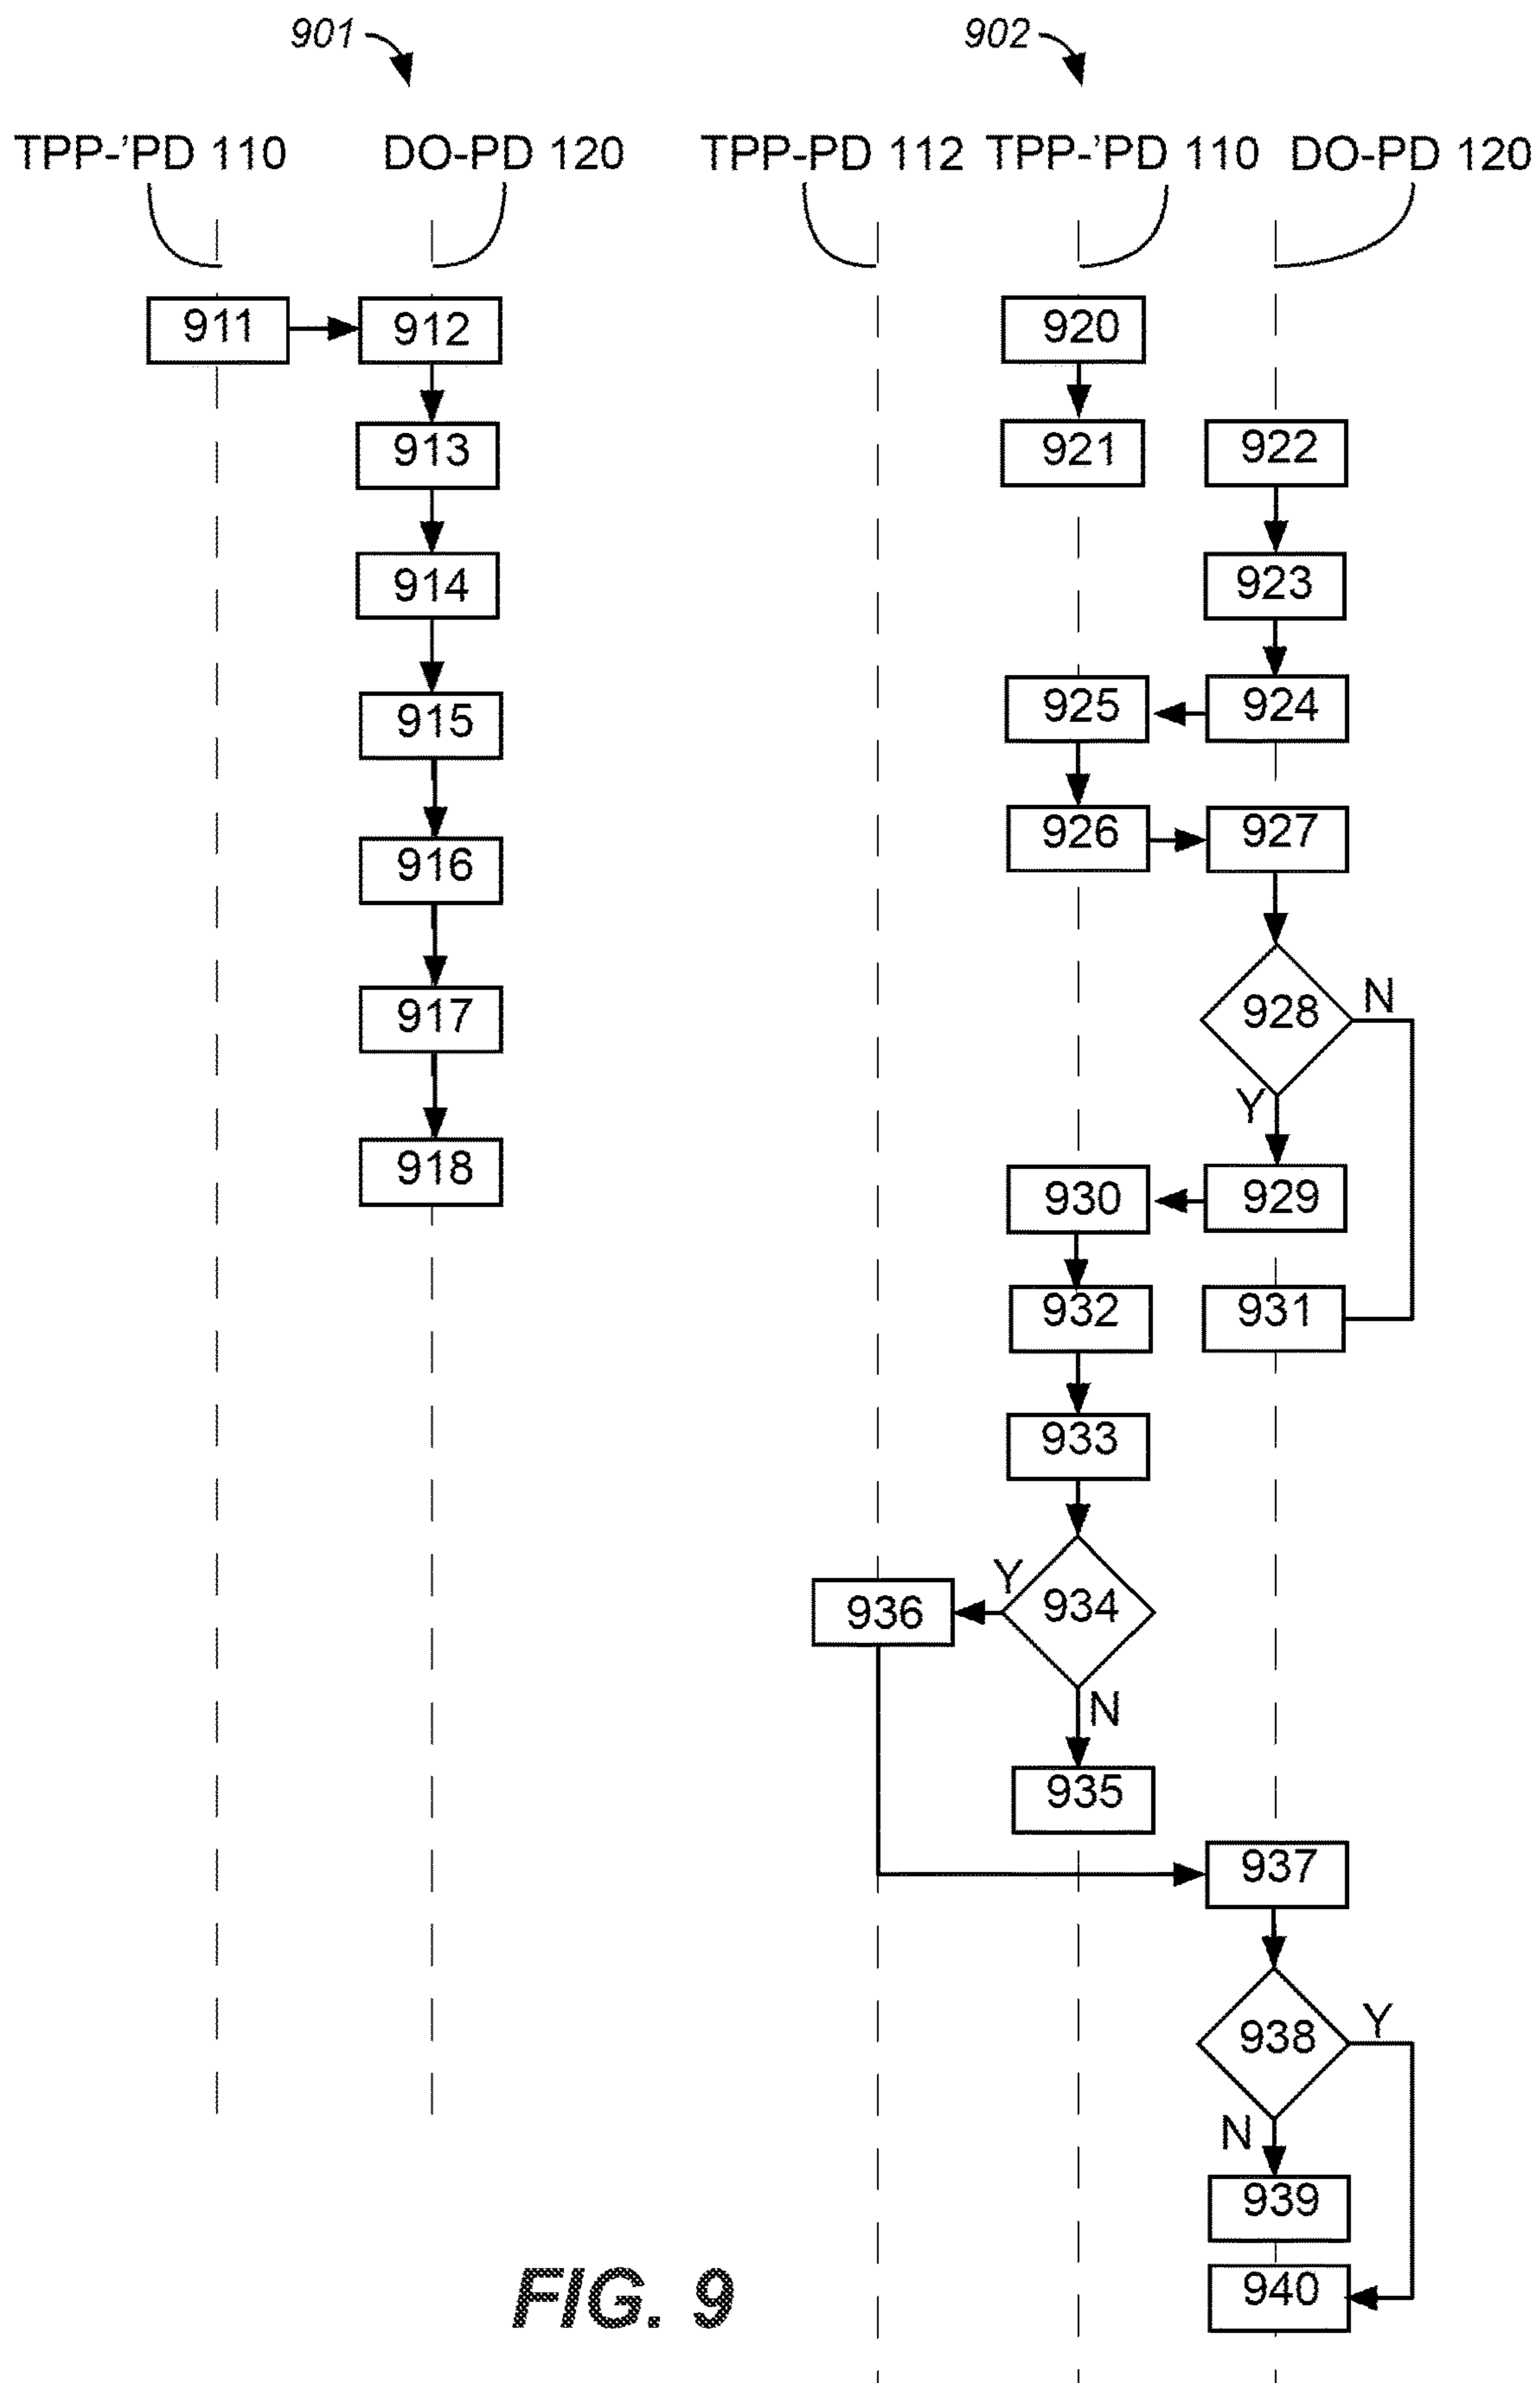 901
902
TPP-'PD 110
DO-PD 120
TPP-PD 112
TPP-'PD 110
DO-PD 120
911
912
913
914
915
916
917
918
920
921
922
923
925
924
926
927
928
N
Y
930
929
932
931
933
Y
936
934
N
935
937
938
Y
N
939
940
FIG. 9